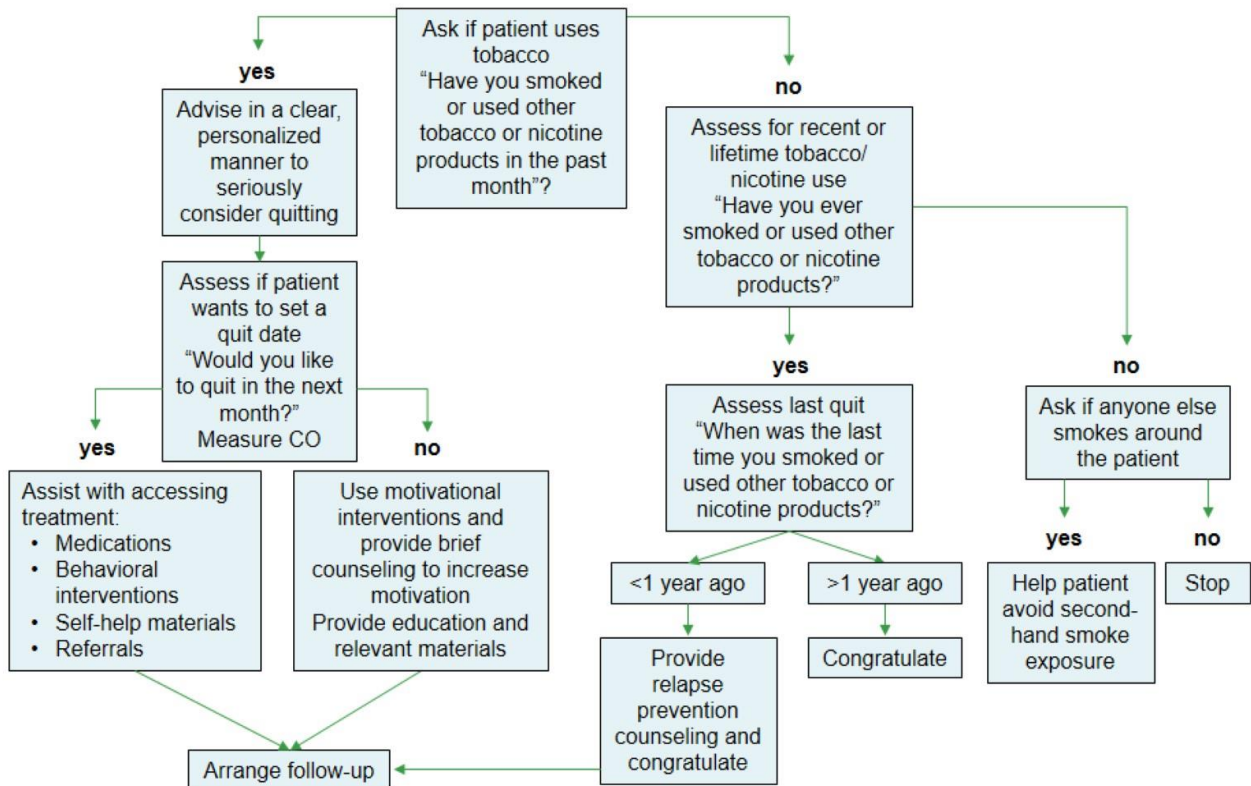 Ask if patient uses
tobacco
“Have you smoked
or used other
tobacco or nicotine
products in the past
month”?
yes
Advise in a clear,
personalized
manner to
seriously
consider quitting
Assess if patient
wants to set a
quit date
“Would you like
to quit in the next
month?”
Measure CO
yes
Assist with accessing
treatment:
• Medications
• Behavioral
interventions
• Self-help materials
• Referrals
no
Use motivational
interventions and
provide brief
counseling to increase
motivation
Provide education and
relevant materials
no
Assess for recent or
lifetime tobacco/
nicotine use
“Have you ever
smoked or used other
tobacco or nicotine
products?”
yes
Assess last quit
“When was the last
time you smoked or
used other tobacco or
nicotine products?”
<1 year ago
Provide
relapse
prevention
counseling and
congratulate
>1 year ago
Congratulate
no
Ask if anyone else
smokes around
the patient
yes
Help patient
avoid second-
hand smoke
exposure
no
Stop
Arrange follow-up